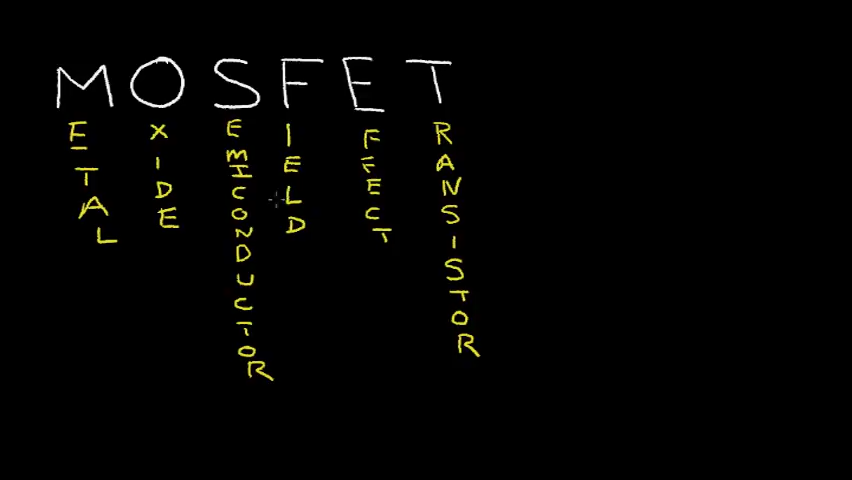 MOSFET
ETAL
XIDE
EMICONDUCTOR
IELD
FFECT
RANSISTOR